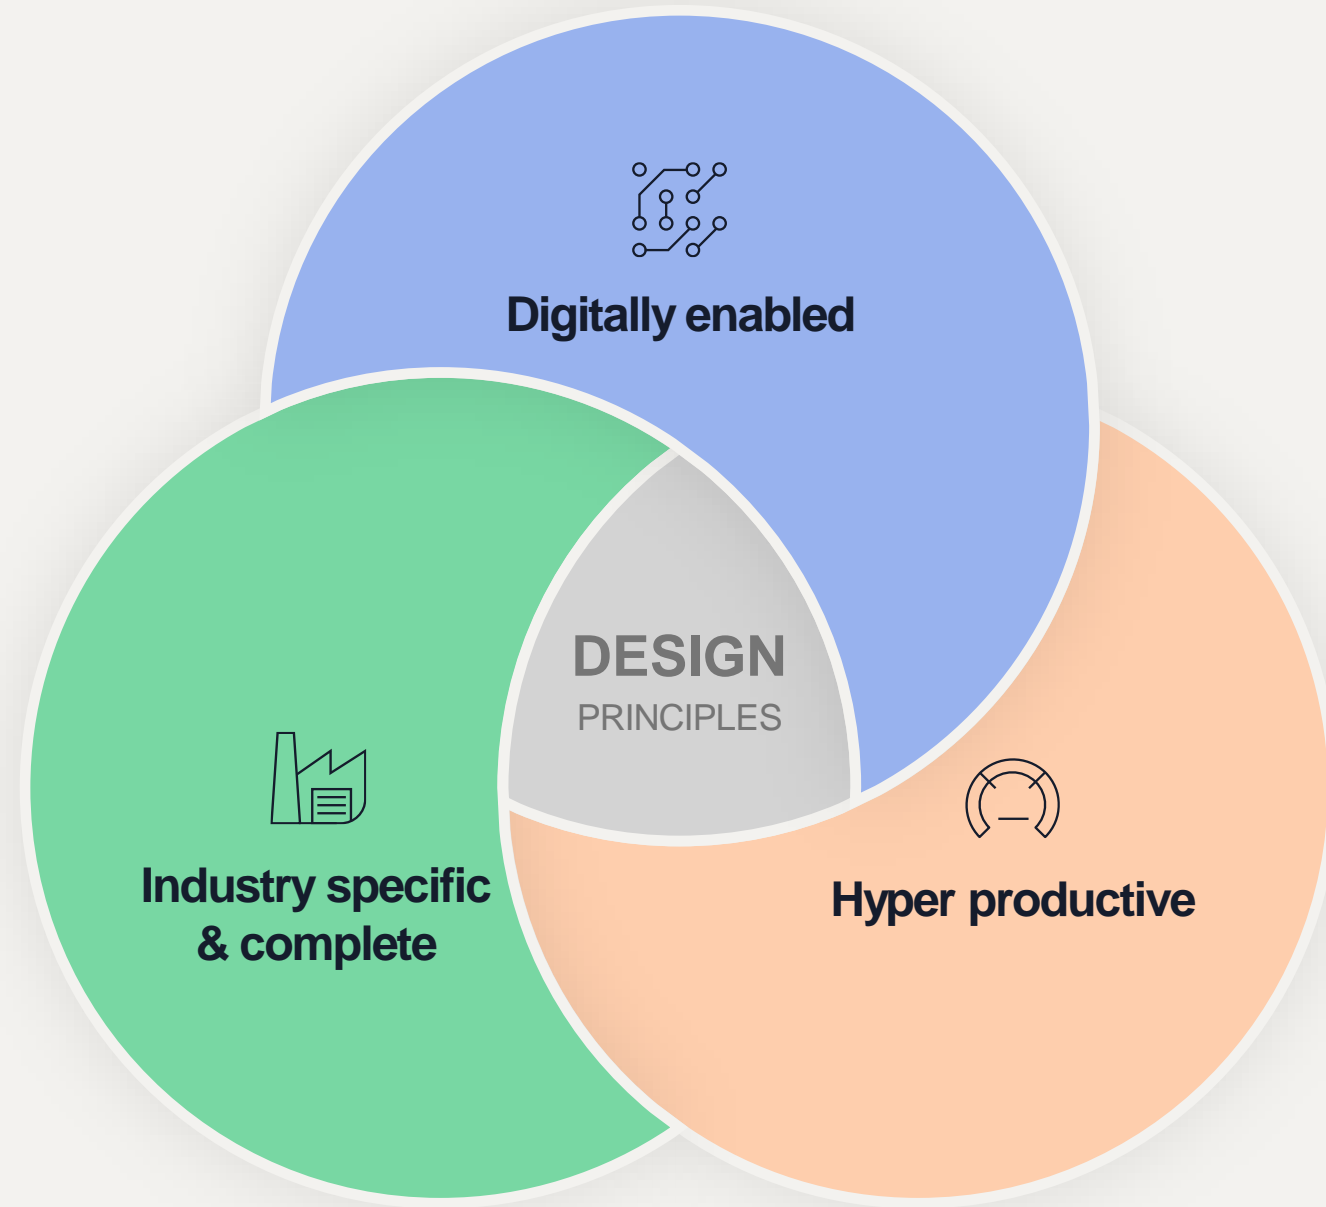 Digitally enabled
DESIGN
PRINCIPLES
Industry specific
& complete
Hyper productive